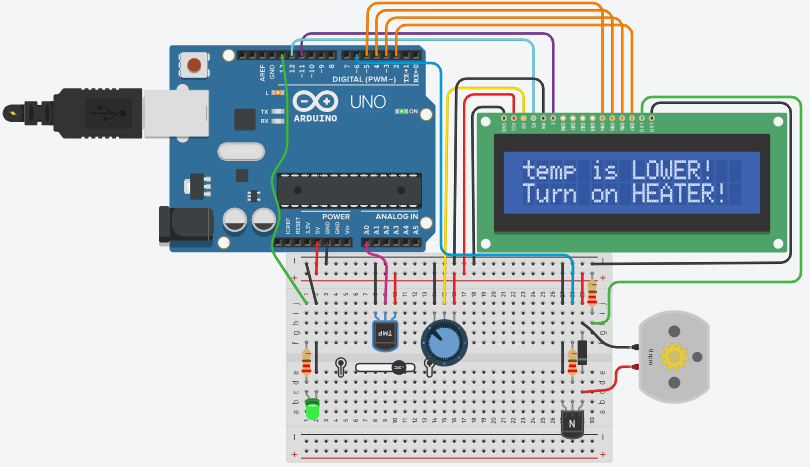 temp is LOWER!
Turn on HEATER!
AREF
GND
13
12
~11
~10
~9
8
7
~6
~5
4
~3
2
TX→1
RX←0
DIGITAL (PWM~)
L
TX
RX
UNO
ARDUINO
ON
IOREF
RESET
3.3V
5V
GND
GND
Vin
POWER
ANALOG IN
A0
A1
A2
A3
A4
A5
TMP
N
0 rpm